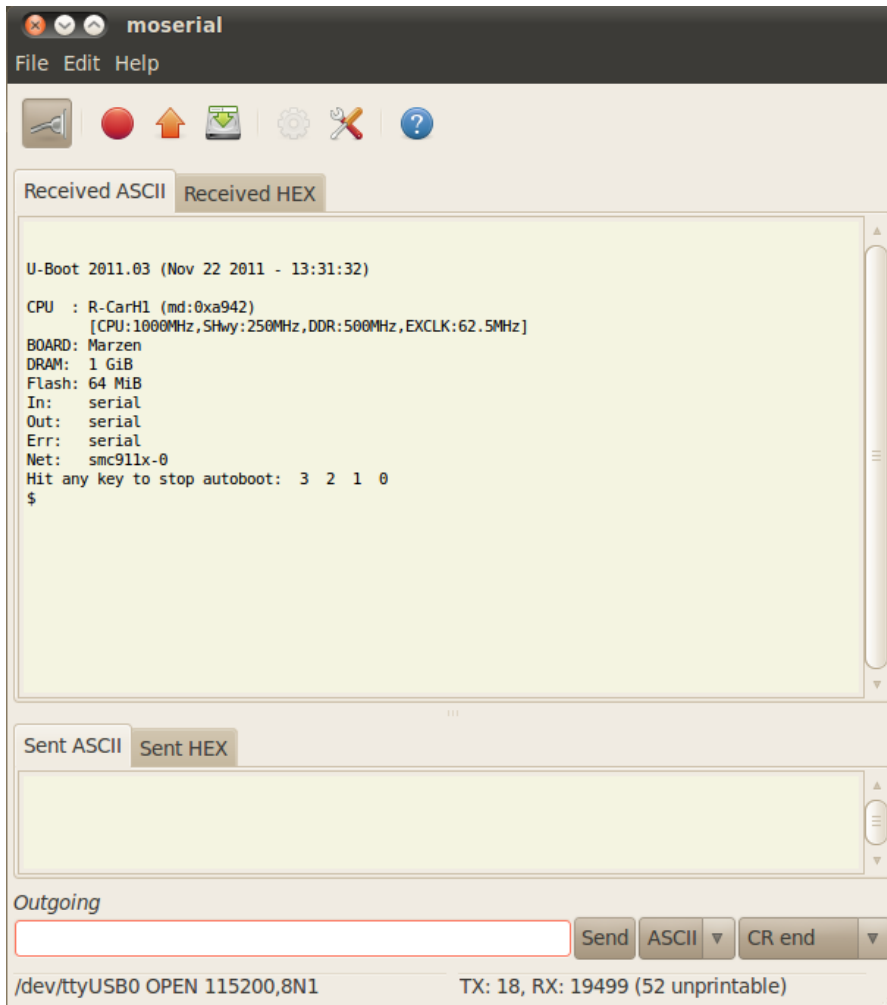 moserial
File Edit Help
Received ASCII Received HEX
U-Boot 2011.03 (Nov 22 2011 - 13:31:32)
CPU  : R-CarH1 (md:0xa942)
[CPU:1000MHz,SHwy:250MHz,DDR:500MHz,EXCLK:62.5MHz]
BOARD: Marzen
DRAM:  1 GiB
Flash: 64 MiB
In:    serial
Out:   serial
Err:   serial
Net:   smc911x-0
Hit any key to stop autoboot:  3  2  1  0
$
Sent ASCII Sent HEX
Outgoing
Send ASCII CR end
/dev/ttyUSB0 OPEN 115200,8N1 TX: 18, RX: 19499 (52 unprintable)